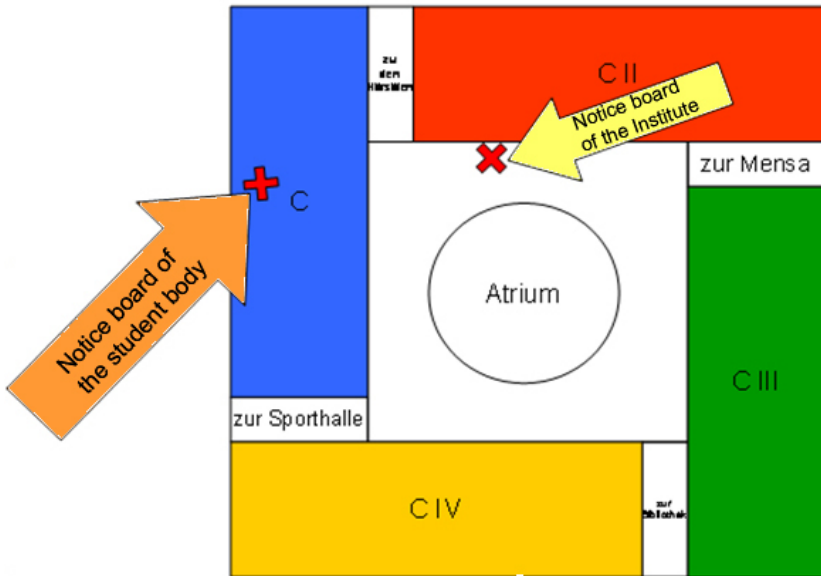 zu
den
C II
Notice board
of the Institute
zur Mensa
C
Notice board of
the student body
Atrium
C III
zur Sporthalle
C IV
zur
Bibliothek